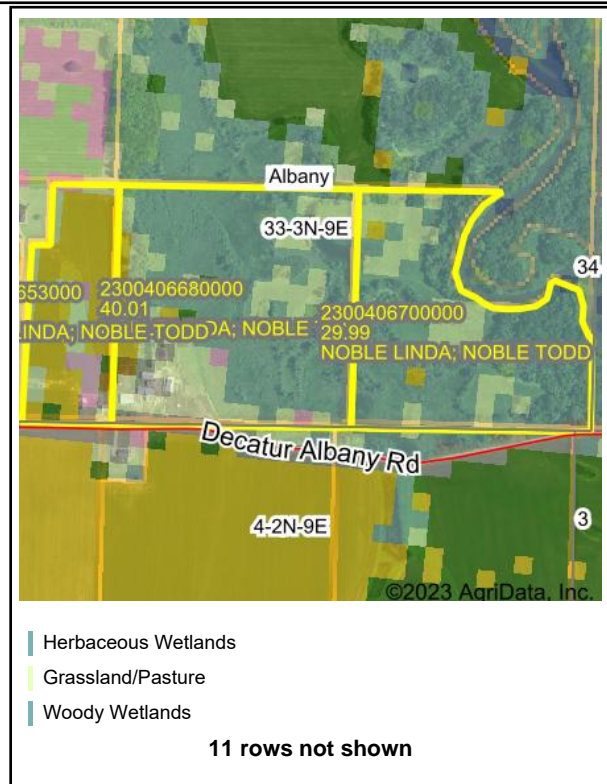 Albany
33-3N-9E
34
653000
2300406680000
40.01
LINDA; NOBLE TODD
DA; NOBLE
2300406700000
29.99
NOBLE LINDA; NOBLE TODD
Decatur Albany Rd
4-2N-9E
3
©2023 AgriData, Inc.
Herbaceous Wetlands
Grassland/Pasture
Woody Wetlands
11 rows not shown